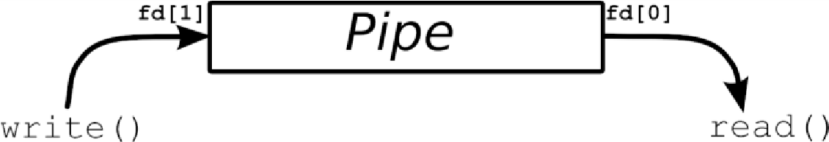 fd[1] fd[0]
Pipe
write() read()